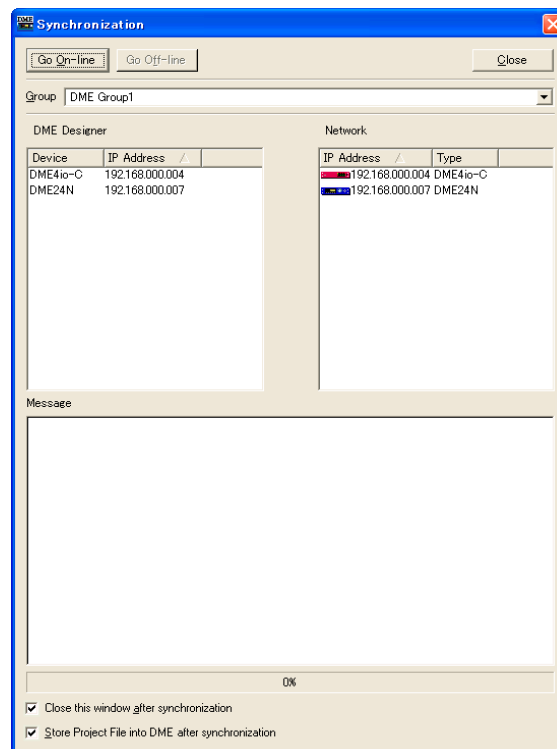 DME
Synchronization
Go On-line Go Off-line Close
Group DME Group1
DME Designer Network
Device IP Address IP Address Type
DME4io-C 192.168.000.004 192.168.000.004 DME4io-C
DME24N 192.168.000.007 192.168.000.007 DME24N
Message
0%
Close this window after synchronization
Store Project File into DME after synchronization